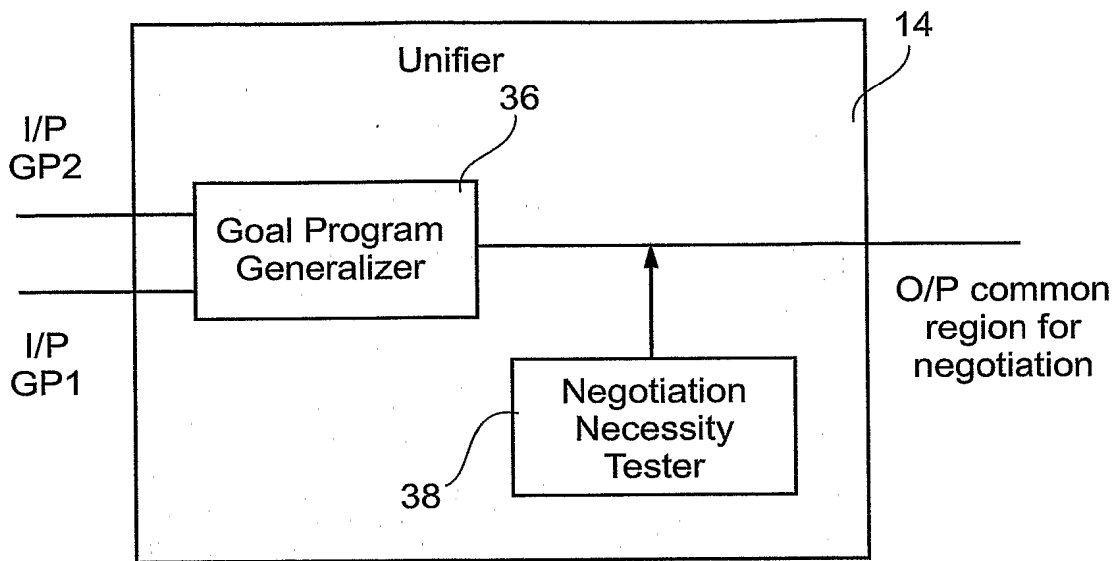 14
Unifier
36
I/P
GP2
Goal Program
Generalizer
I/P
GP1
O/P common
region for
negotiation
Negotiation
Necessity
Tester
38